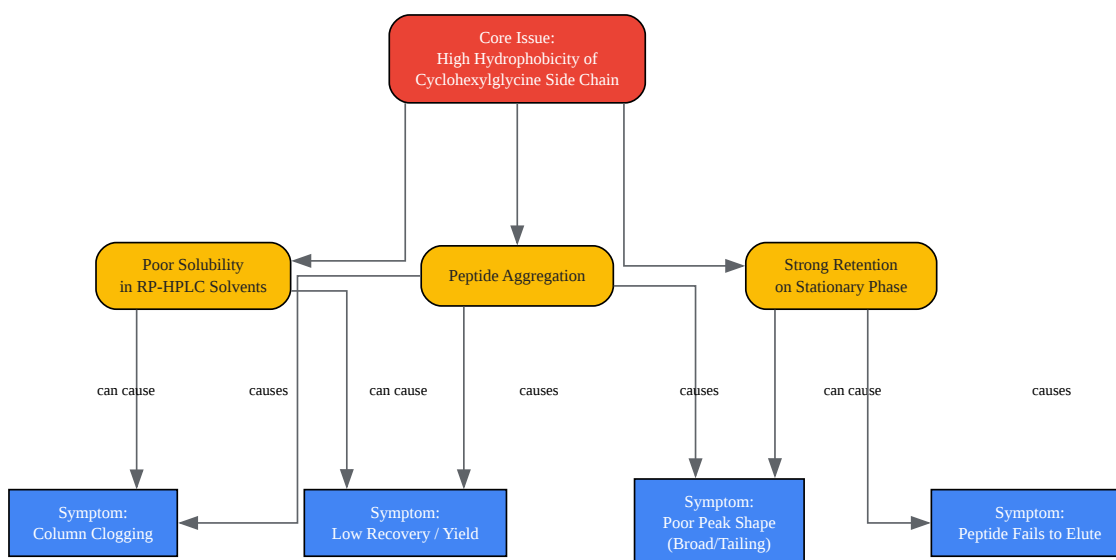 Core Issue:
High Hydrophobicity of
Cyclohexylglycine Side Chain
Poor Solubility
in RP-HPLC Solvents
Peptide Aggregation
Strong Retention
on Stationary Phase
can cause
causes
can cause
causes
causes
can cause
causes
Symptom:
Column Clogging
Symptom:
Low Recovery / Yield
Symptom:
Poor Peak Shape
(Broad/Tailing)
Symptom:
Peptide Fails to Elute